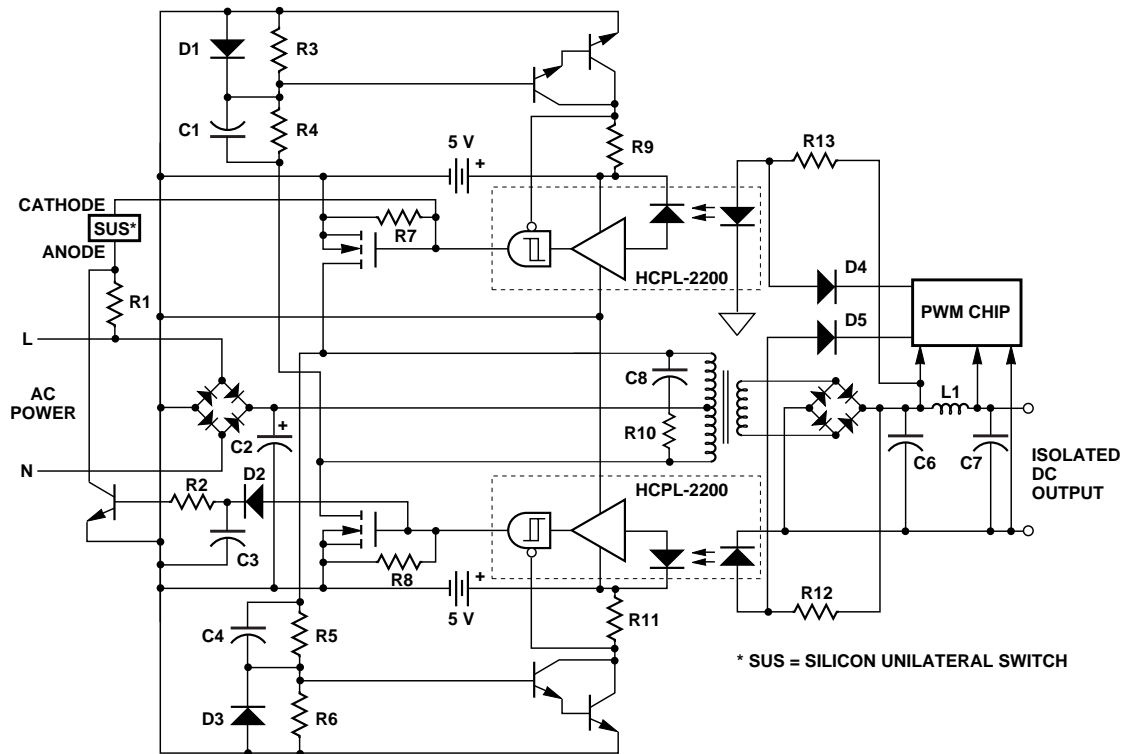 D1
R3
C1
R4
5 V
+
R9
R13
CATHODE
SUS*
ANODE
R7
HCPL-2200
D4
R1
PWM CHIP
D5
L
C8
L1
AC
POWER
+
C2
R10
C6
C7
N
D2
R2
HCPL-2200
ISOLATED
DC
OUTPUT
C3
R8
+
5 V
R12
R11
C4
R5
* SUS = SILICON UNILATERAL SWITCH
D3
R6